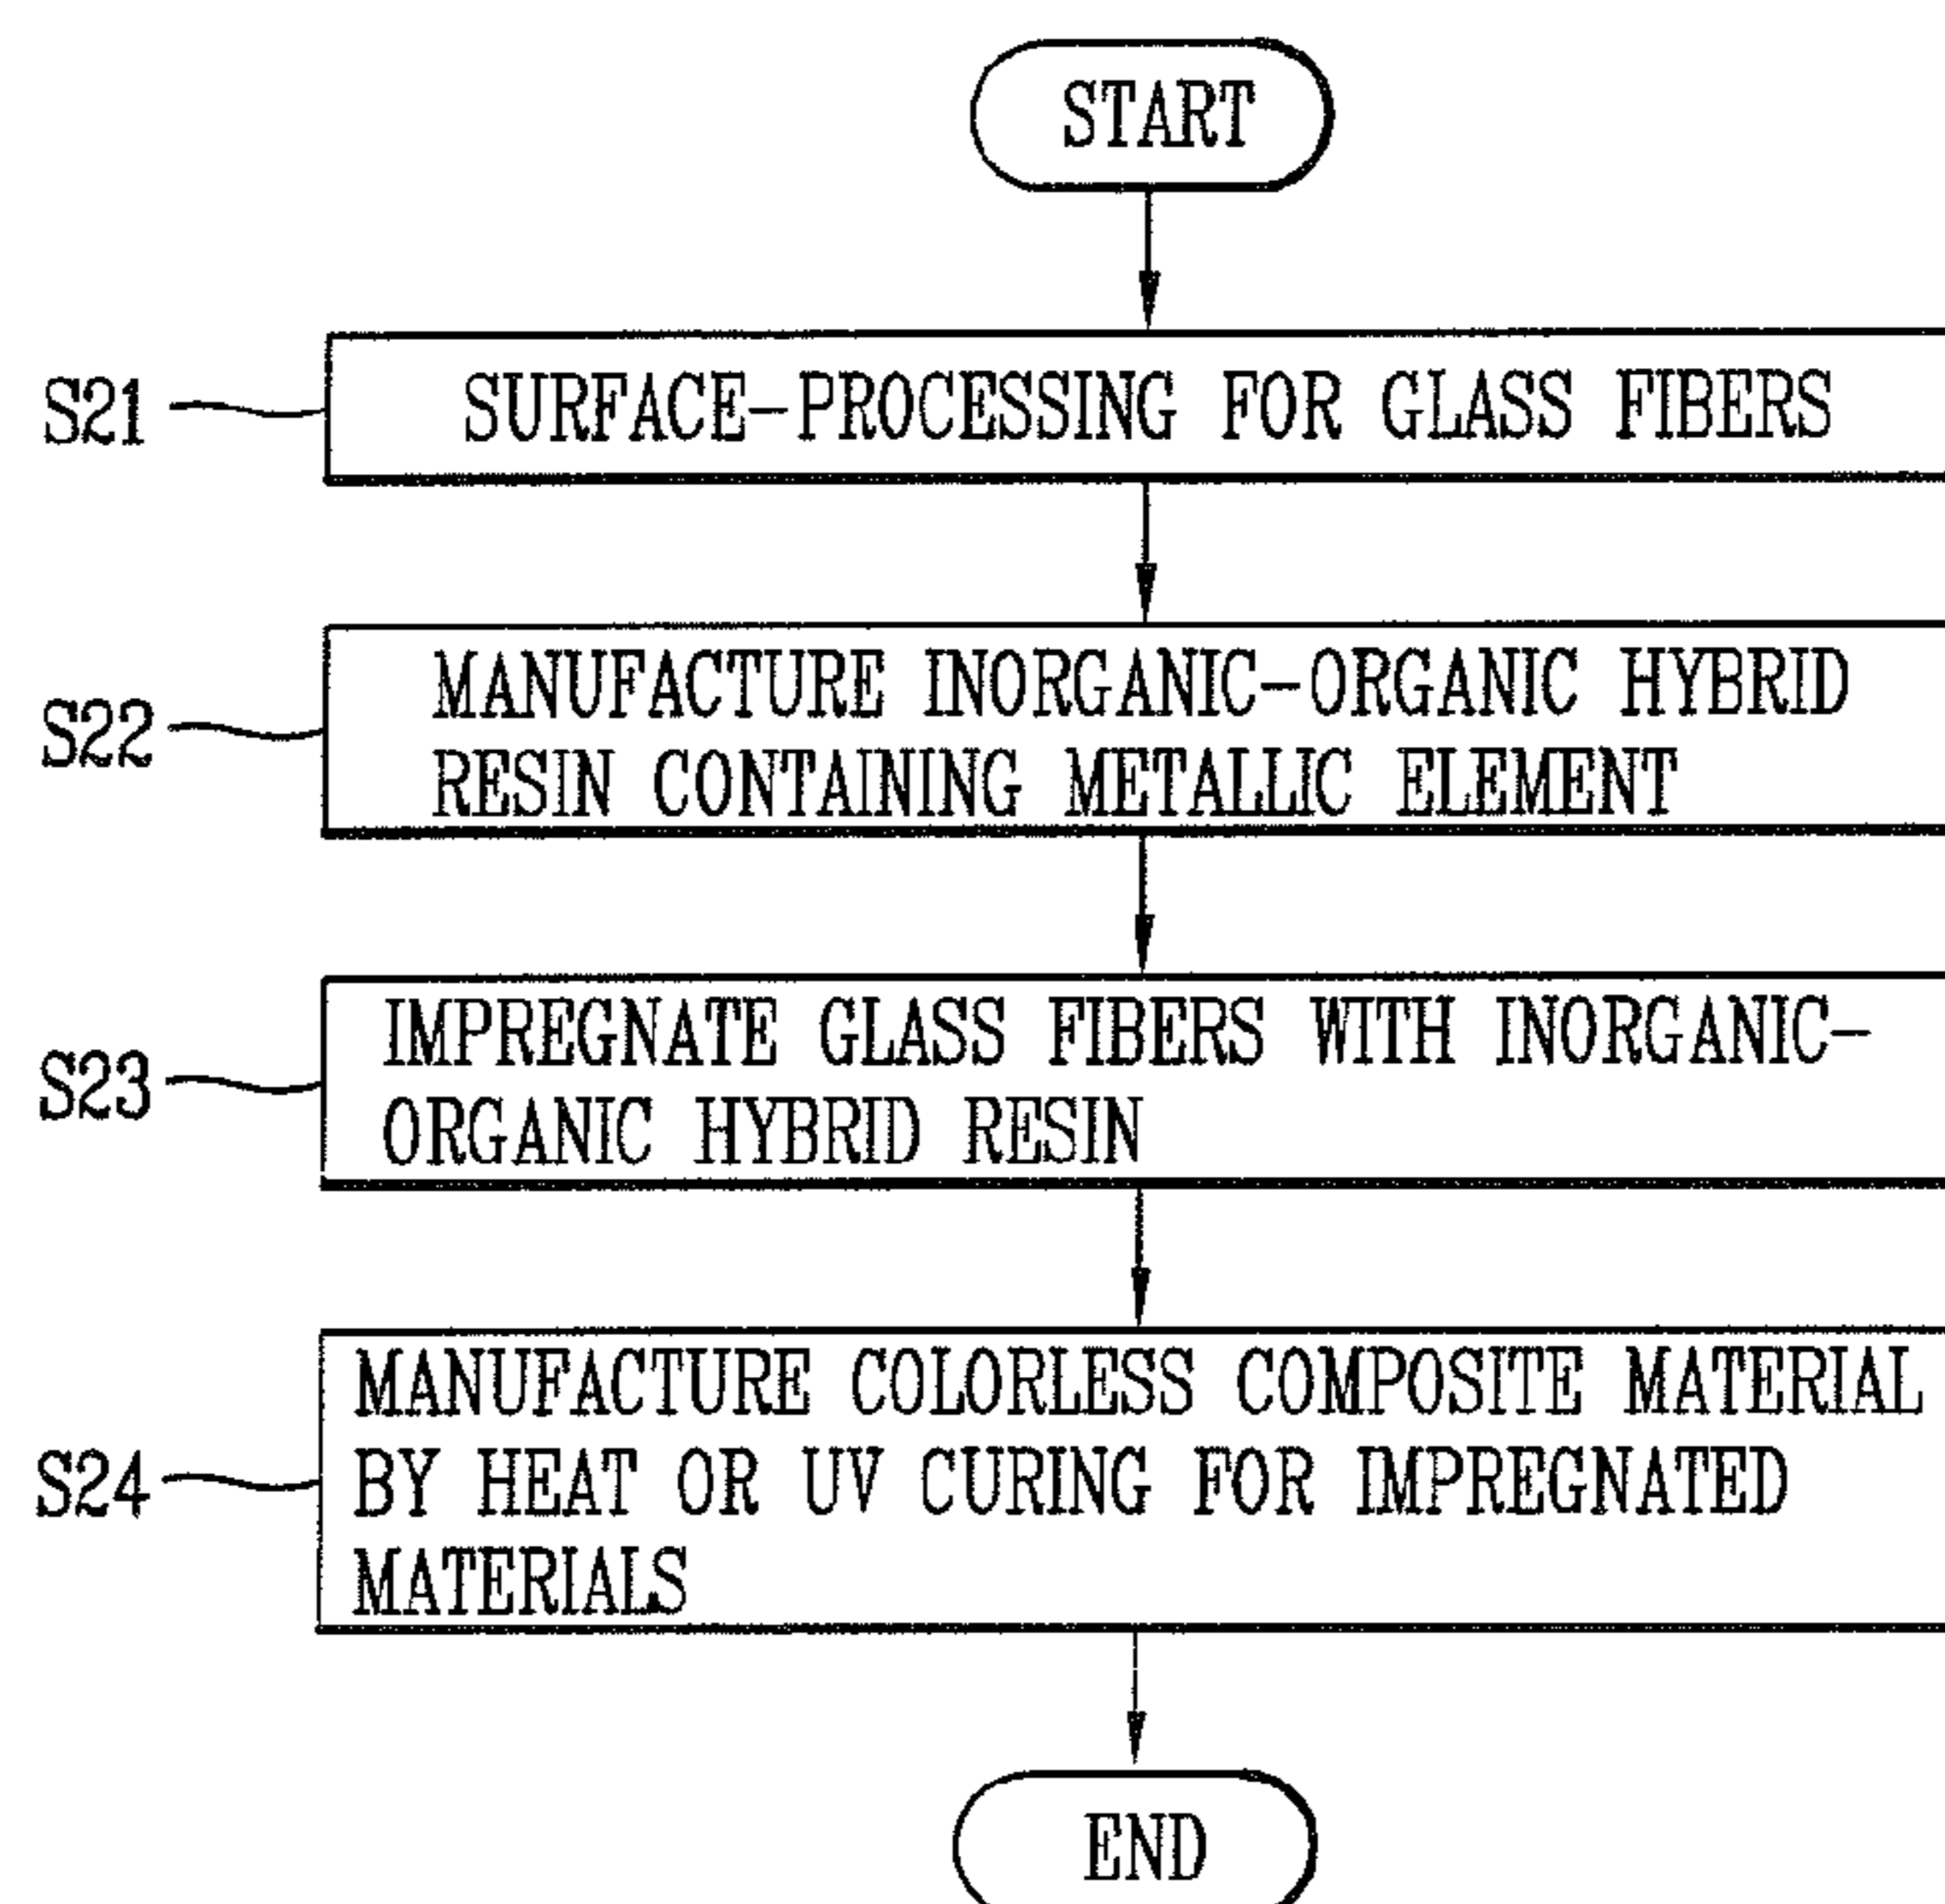 START
S21
SURFACE-PROCESSING FOR GLASS FIBERS
S22
MANUFACTURE INORGANIC-ORGANIC HYBRID
RESIN CONTAINING METALLIC ELEMENT
S23
IMPREGNATE GLASS FIBERS WITH INORGANIC-
ORGANIC HYBRID RESIN
S24
MANUFACTURE COLORLESS COMPOSITE MATERIAL
BY HEAT OR UV CURING FOR IMPREGNATED
MATERIALS
END